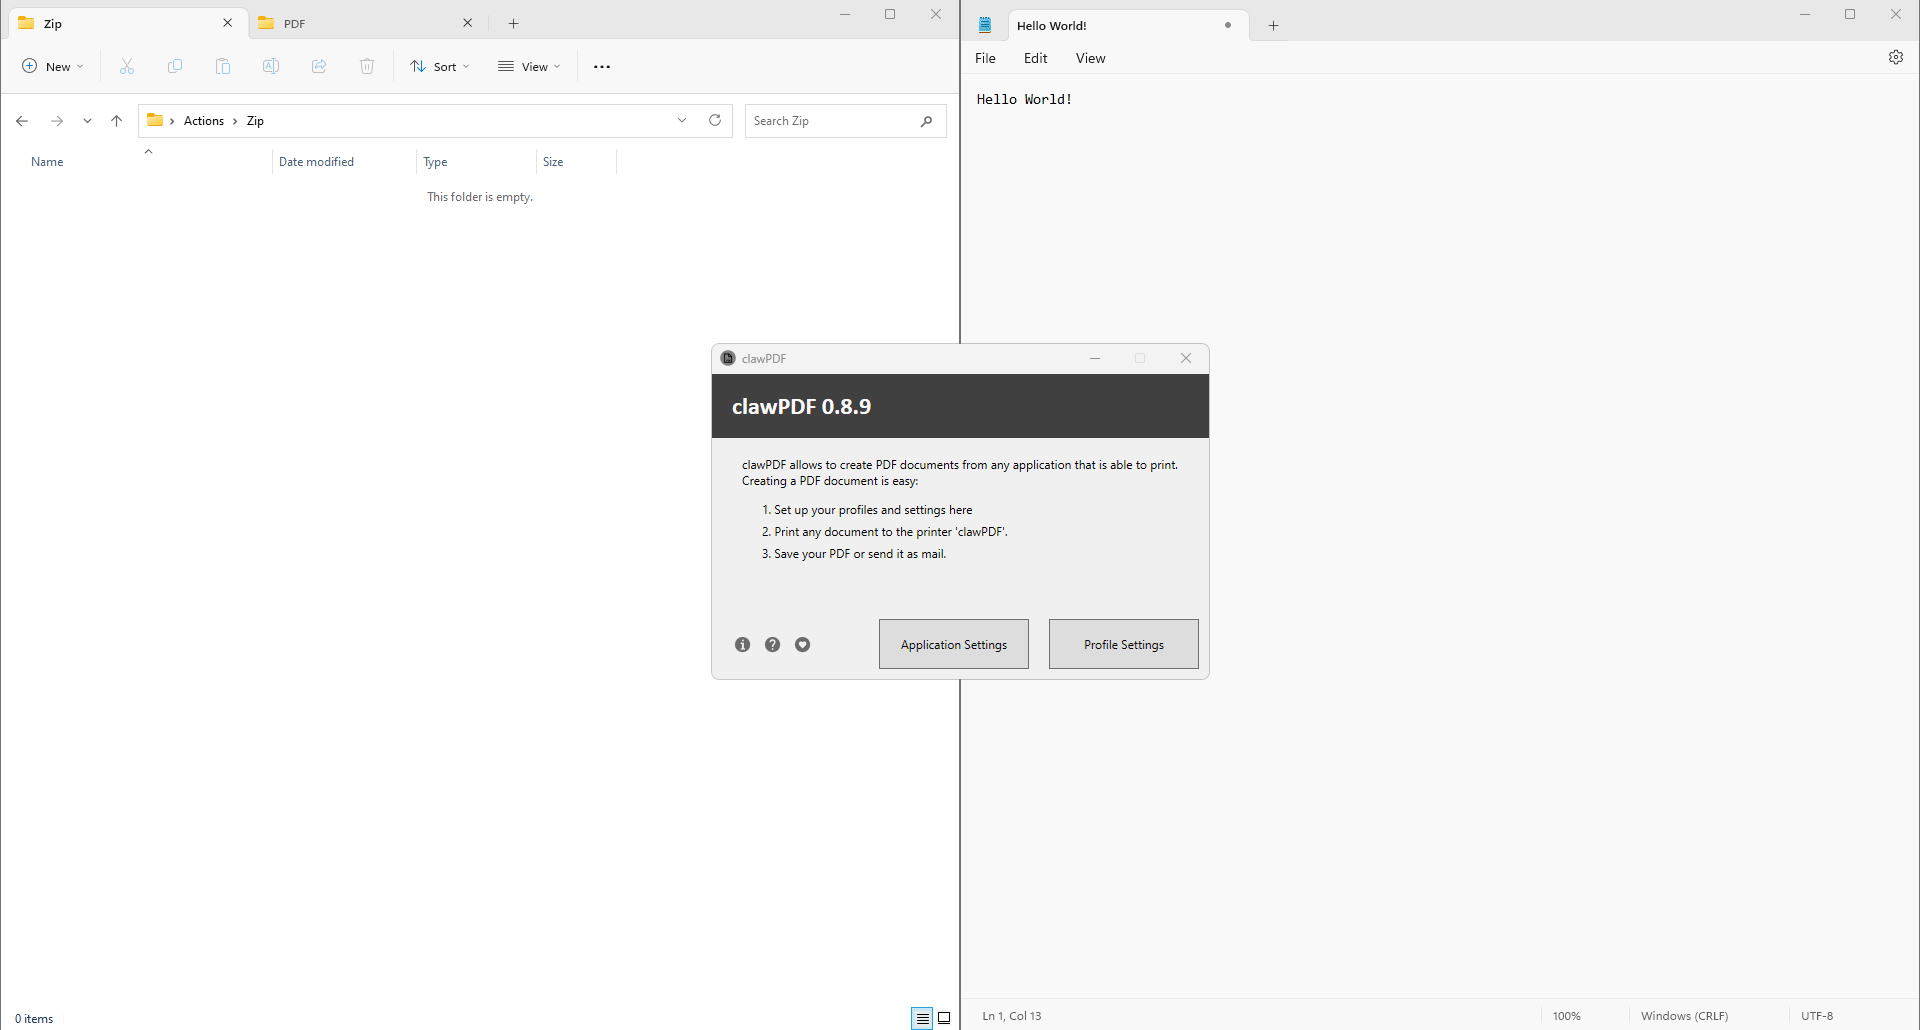 Zip
PDF
New
Sort
View
Actions
Zip
Search Zip
Name
Date modified
Type
Size
This folder is empty.
0 items
Hello World!
File
Edit
View
Hello World!
Ln 1, Col 13
100%
Windows (CRLF)
UTF-8
clawPDF
clawPDF 0.8.9
clawPDF allows to create PDF documents from any application that is able to print.
Creating a PDF document is easy:
1. Set up your profiles and settings here
2. Print any document to the printer 'clawPDF'.
3. Save your PDF or send it as mail.
Application Settings
Profile Settings